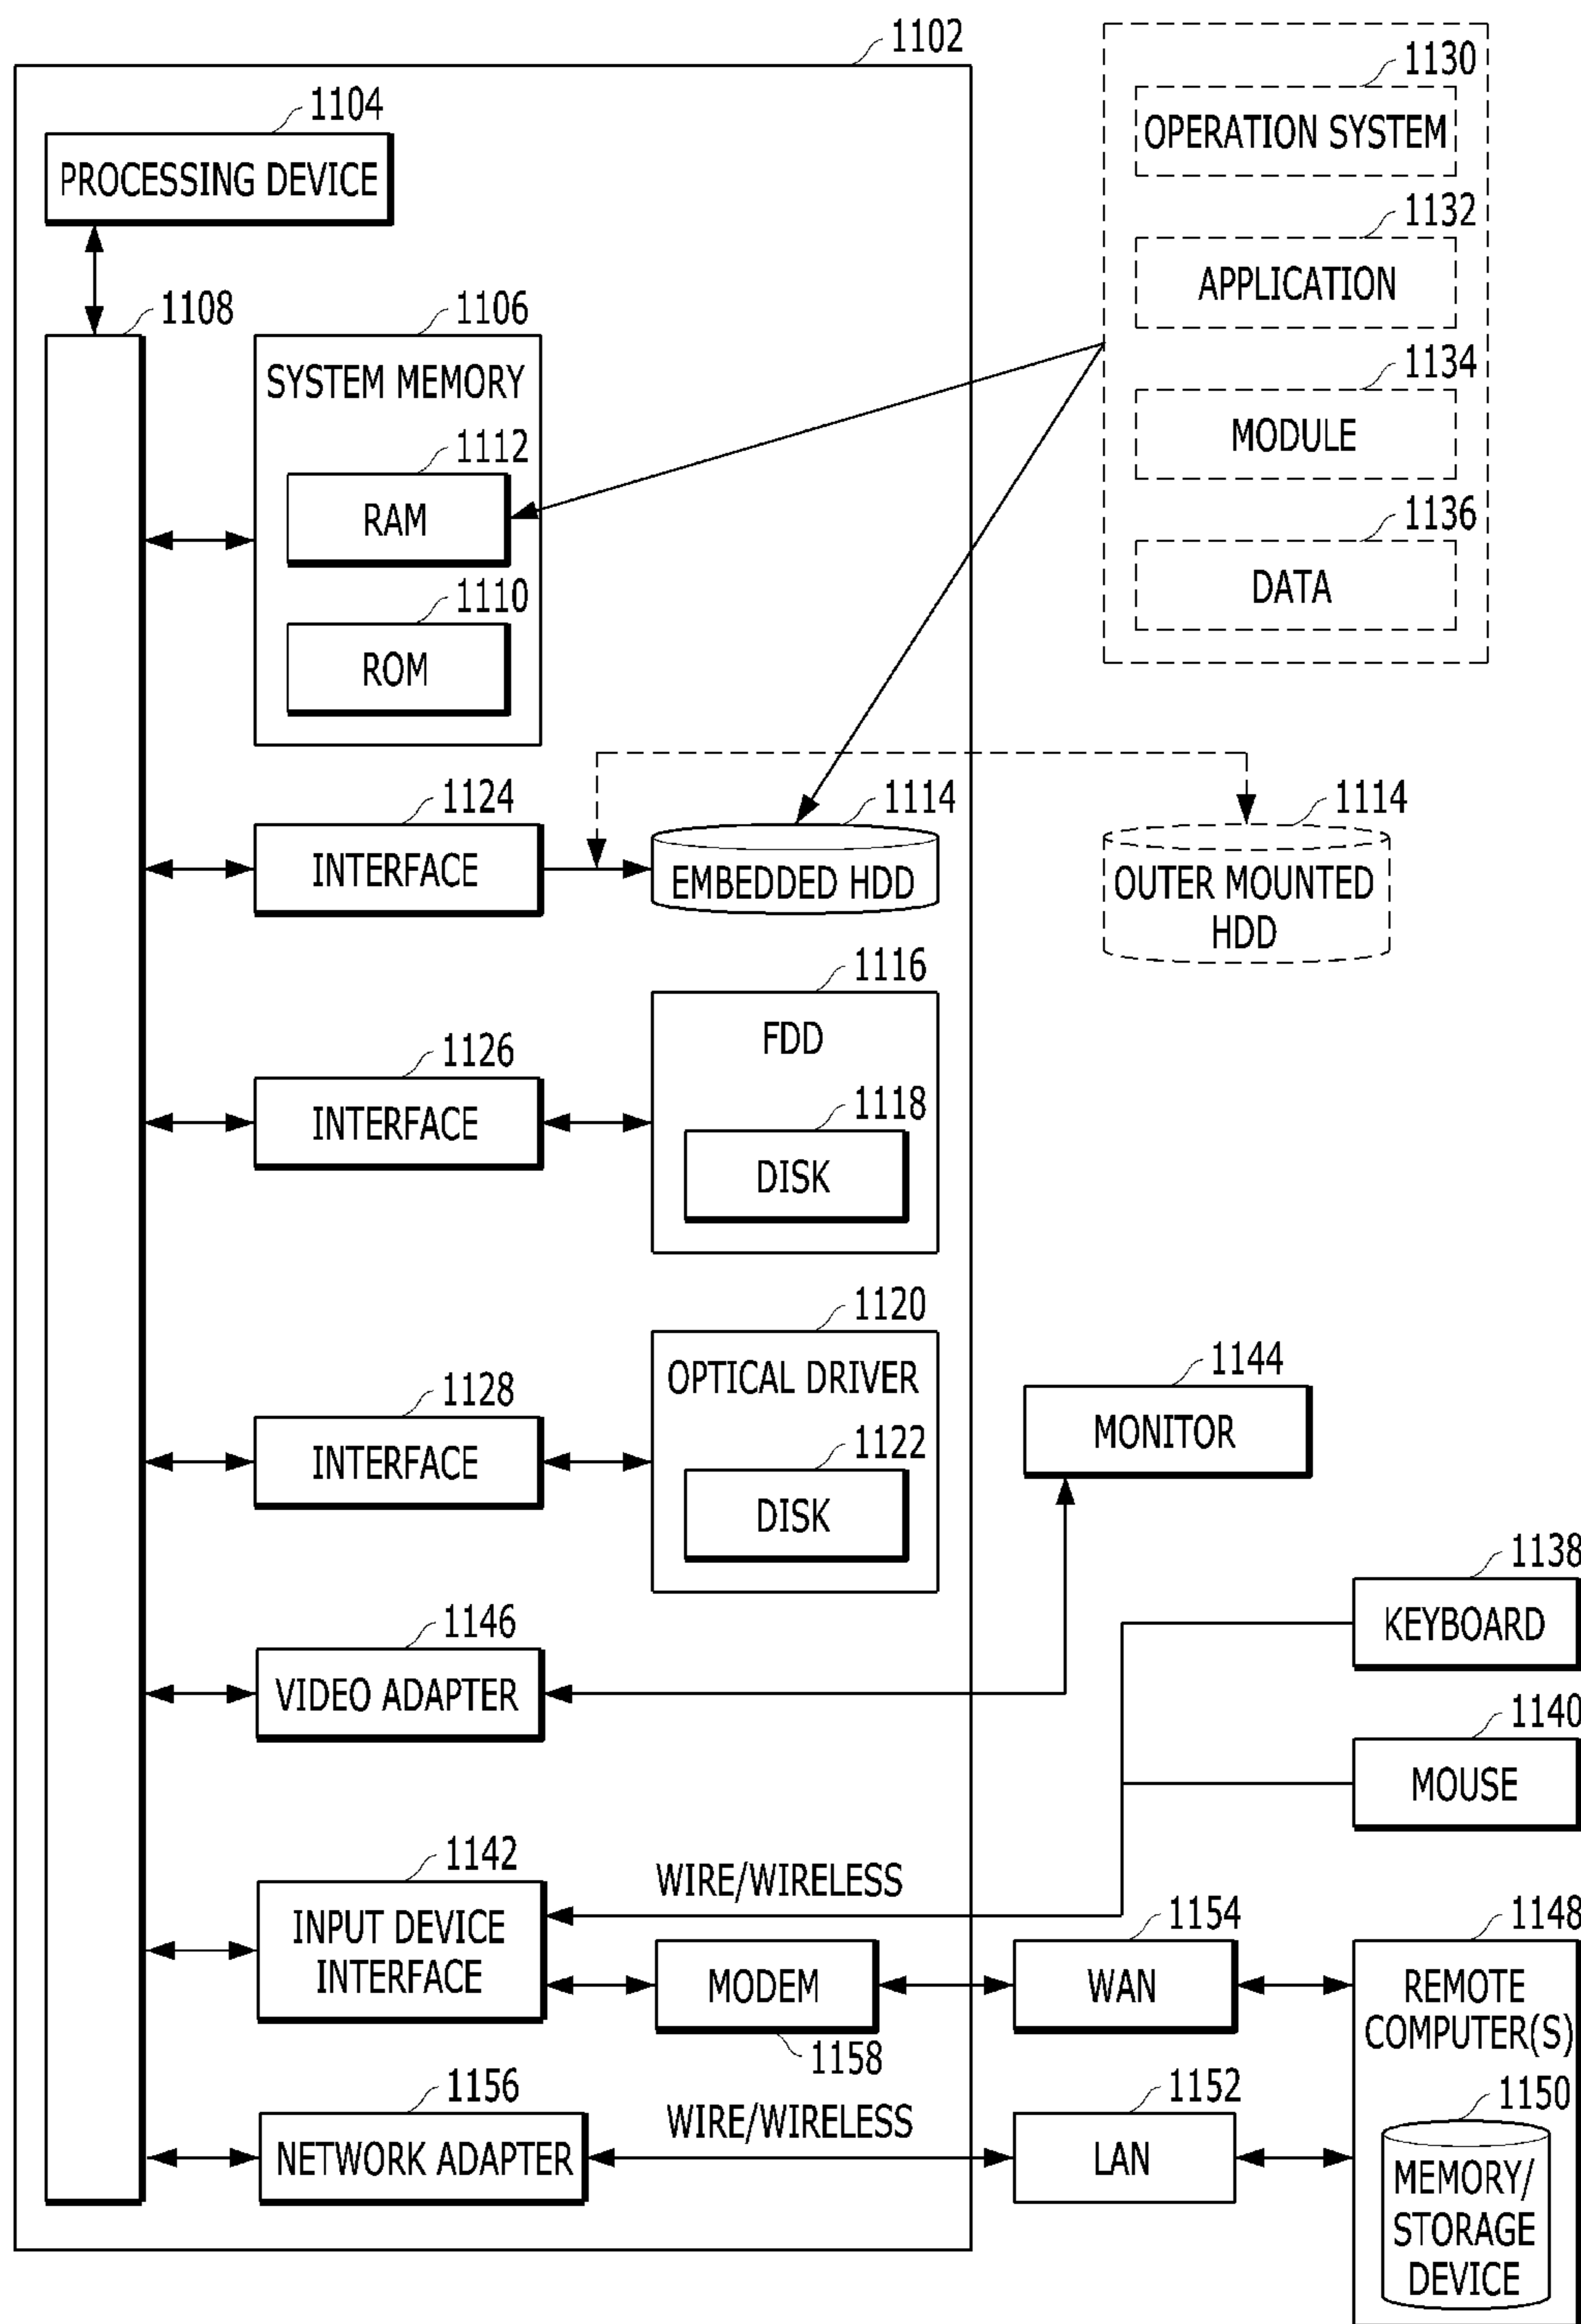 1102
1130
OPERATION SYSTEM
1104
PROCESSING DEVICE
1132
APPLICATION
1108
1106
SYSTEM MEMORY
1134
MODULE
1112
RAM
1136
DATA
1110
ROM
1124
INTERFACE
1114
EMBEDDED HDD
1114
OUTER MOUNTED
HDD
1116
FDD
1126
INTERFACE
1118
DISK
1120
OPTICAL DRIVER
1144
MONITOR
1128
INTERFACE
1122
DISK
1138
KEYBOARD
1146
VIDEO ADAPTER
1140
MOUSE
1142
INPUT DEVICE
INTERFACE
WIRE/WIRELESS
MODEM
1158
1154
WAN
1148
REMOTE
COMPUTER(S)
1156
NETWORK ADAPTER
WIRE/WIRELESS
1152
LAN
1150
MEMORY/
STORAGE
DEVICE